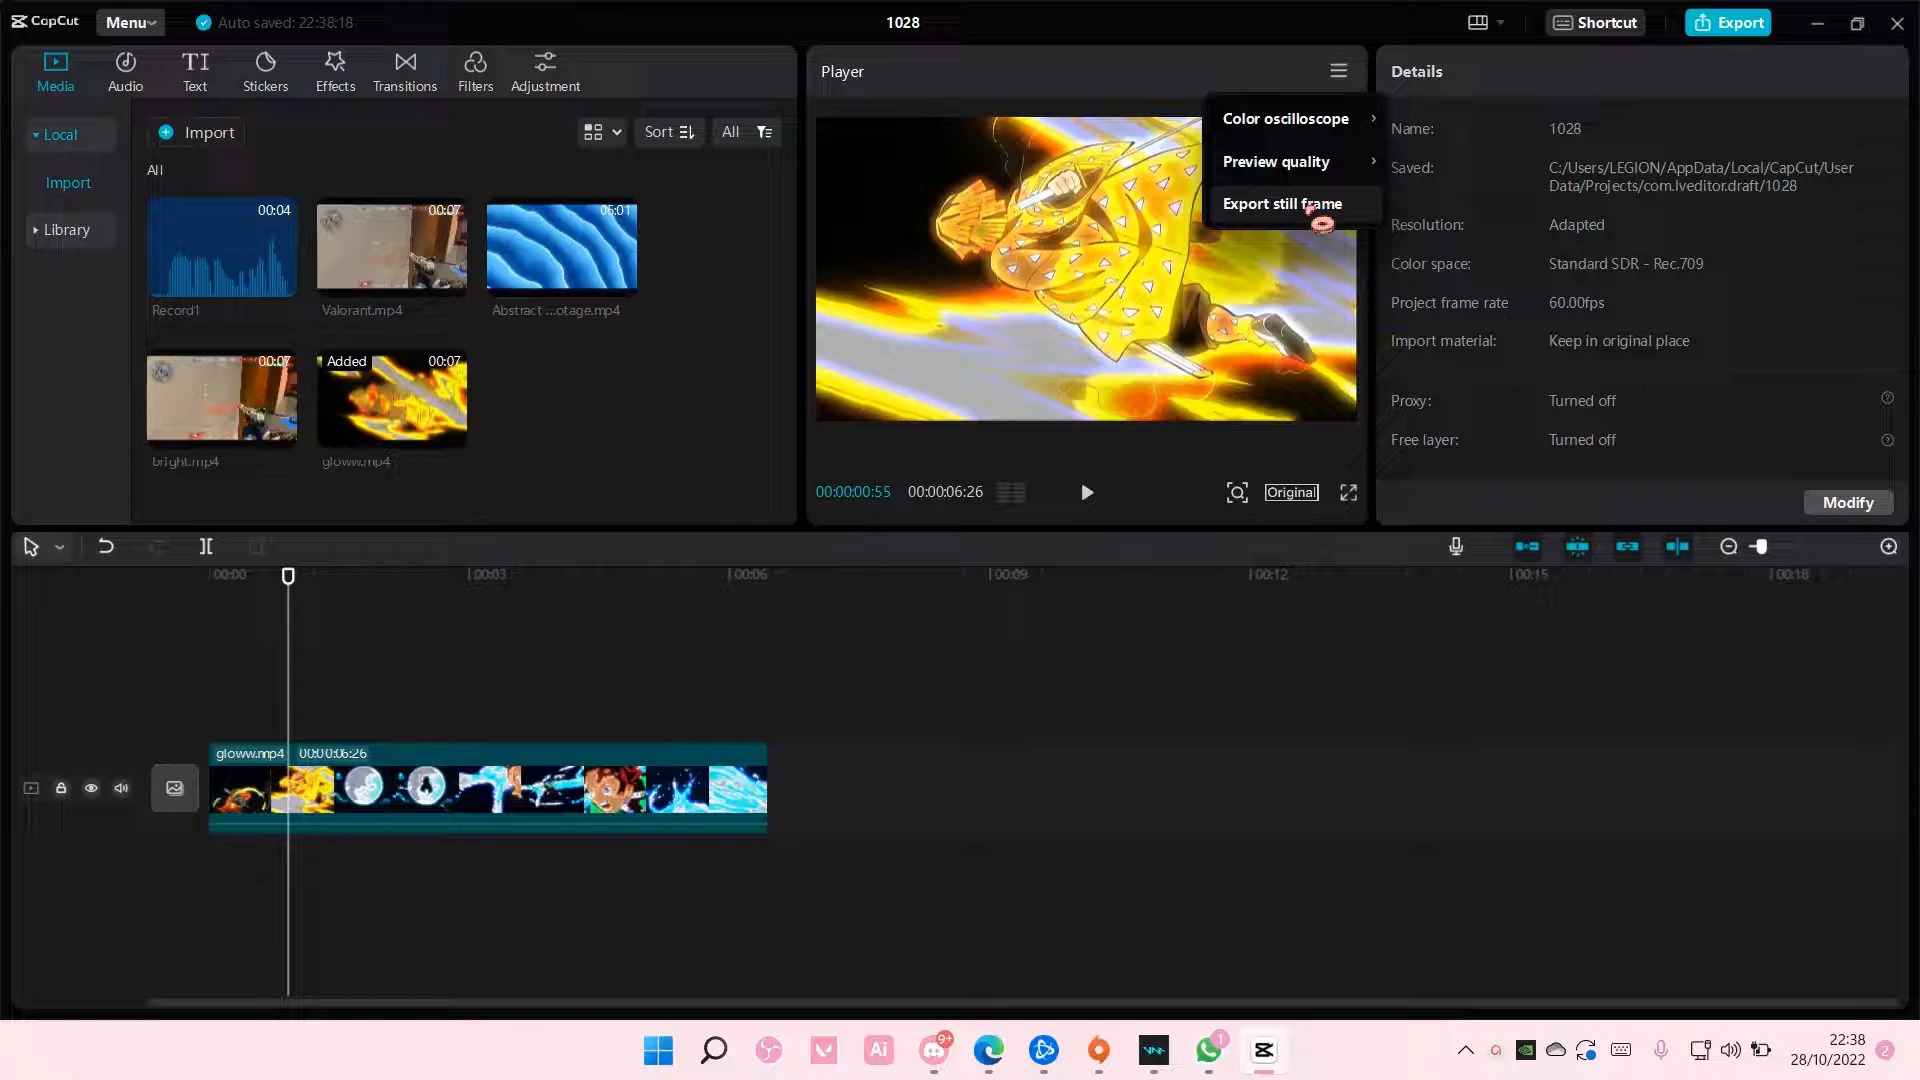 CapCut
Menu
Auto saved: 22:38:18
1028
Shortcut
Export
Media
Audio
TI
Text
Stickers
Effects
Transitions
Filters
Adjustment
Local
Import
Library
Import
Sort
All
All
00:04
Record1
00:07
Valorant.mp4
05:01
Abstract ...otage.mp4
00:07
bright.mp4
Added
00:07
gloww.mp4
Player
Color oscilloscope
Preview quality
Export still frame
00:00:00:55
00:00:06:26
Original
Details
Name:
1028
Saved:
C:/Users/LEGION/AppData/Local/CapCut/User
Data/Projects/com.lveditor.draft/1028
Resolution:
Adapted
Color space:
Standard SDR - Rec.709
Project frame rate
60.00fps
Import material:
Keep in original place
Proxy:
Turned off
Free layer:
Turned off
Modify
00:00
00:03
00:06
00:09
00:12
00:15
00:18
gloww.mp4
00:00:06:26
Ai
9+
1
22:38
28/10/2022
2